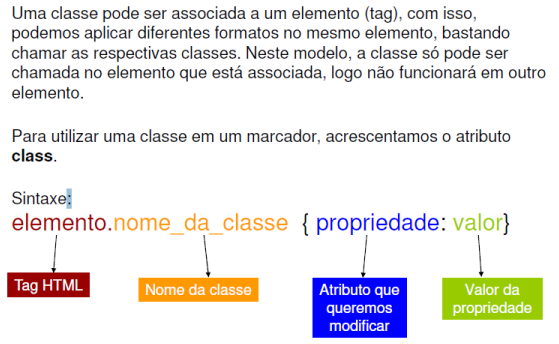 Uma classe pode ser associada a um elemento (tag), com isso,
podemos aplicar diferentes formatos no mesmo elemento, bastando
chamar as respectivas classes. Neste modelo, a classe só pode ser
chamada no elemento que está associada, logo não funcionará em outro
elemento.
Para utilizar uma classe em um marcador, acrescentamos o atributo
class.
Sintaxe:
elemento.nome_da_classe { propriedade: valor}
Tag HTML
Nome da classe
Atributo que
queremos
modificar
Valor da
propriedade